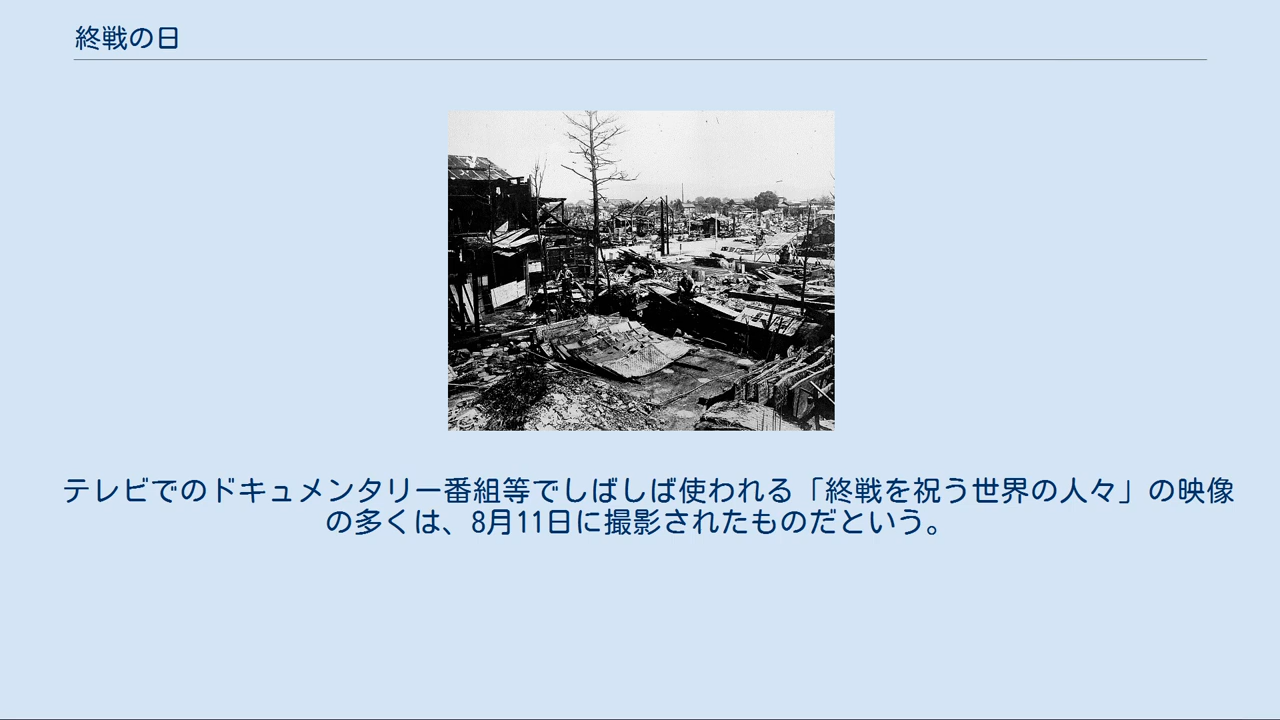 終戦の日
テレビでのドキュメンタリー番組等でしばしば使われる「終戦を祝う世界の人々」の映像
の多くは、8月11日に撮影されたものだという。